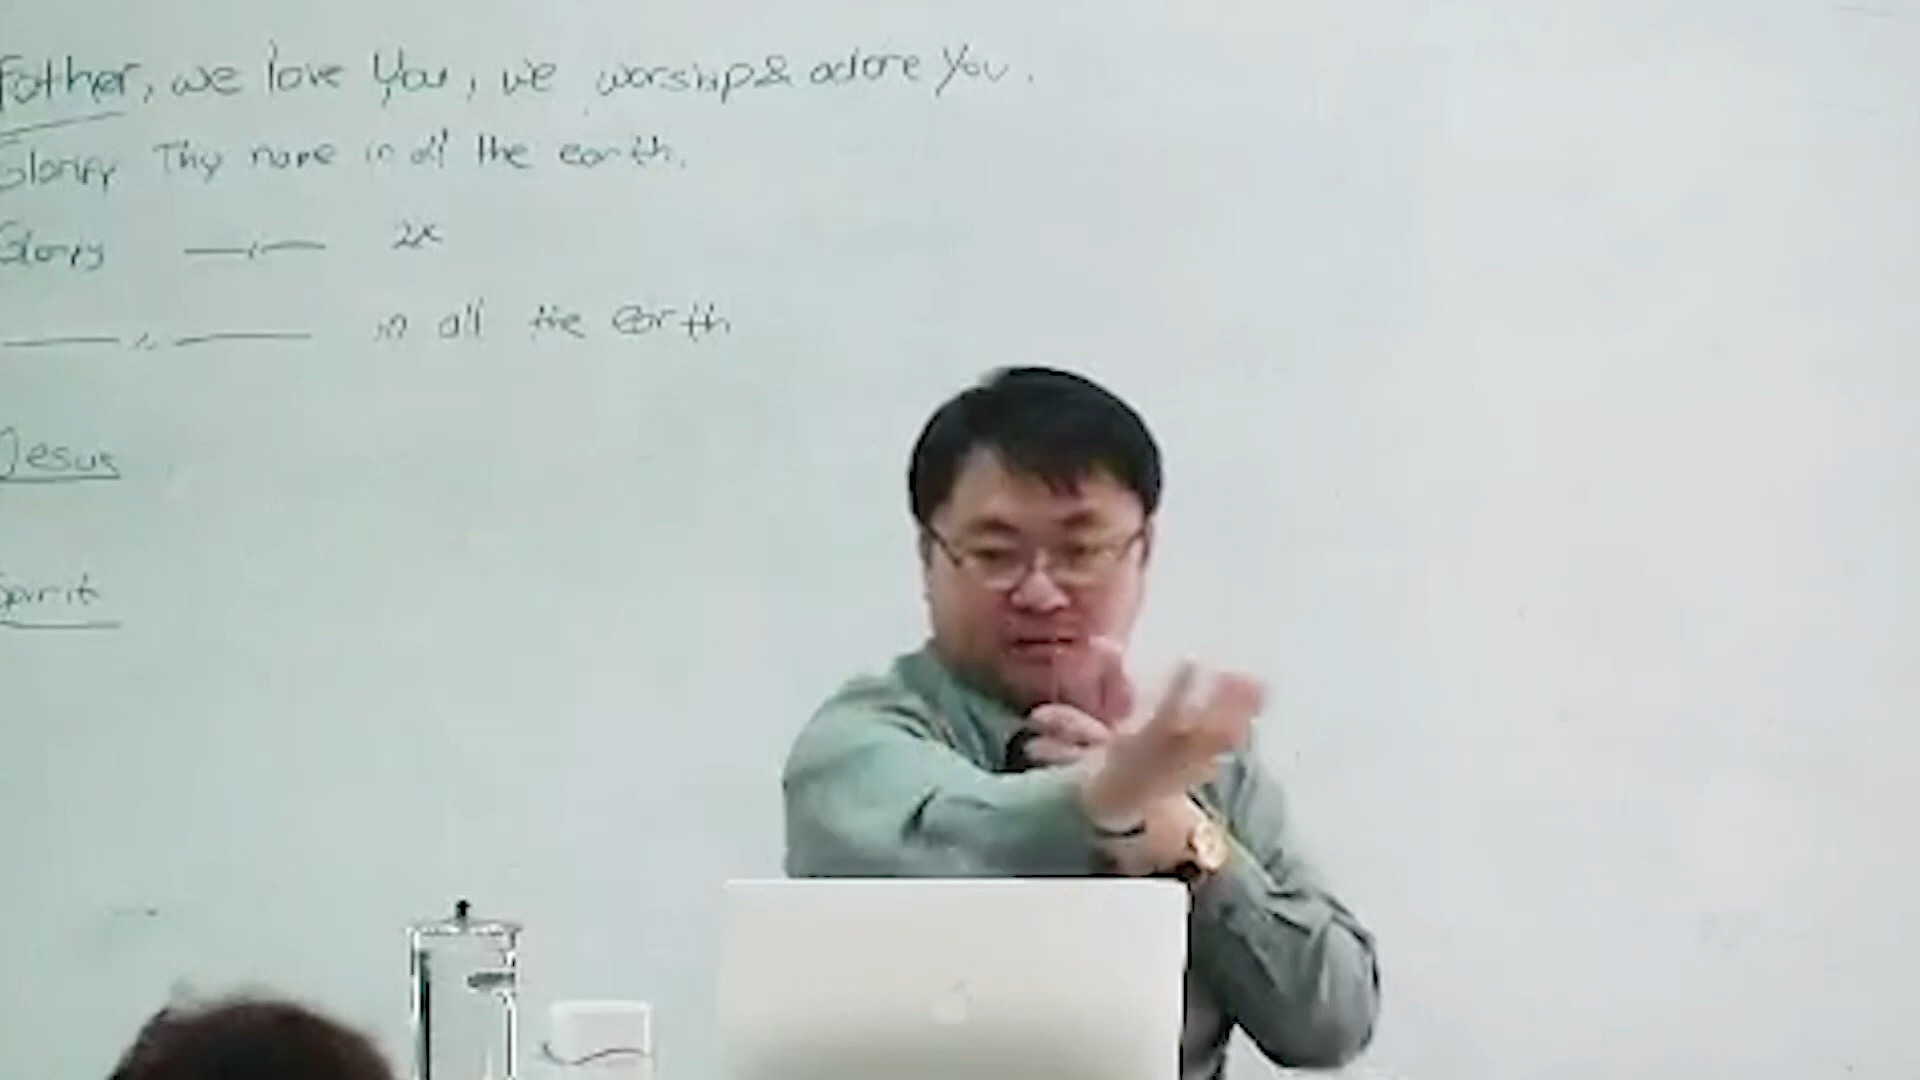 Father, we love You, we worship & adore You.
Glorify Thy name in all the earth.
Glorify 2x
in all the earth
Jesus
Spirit